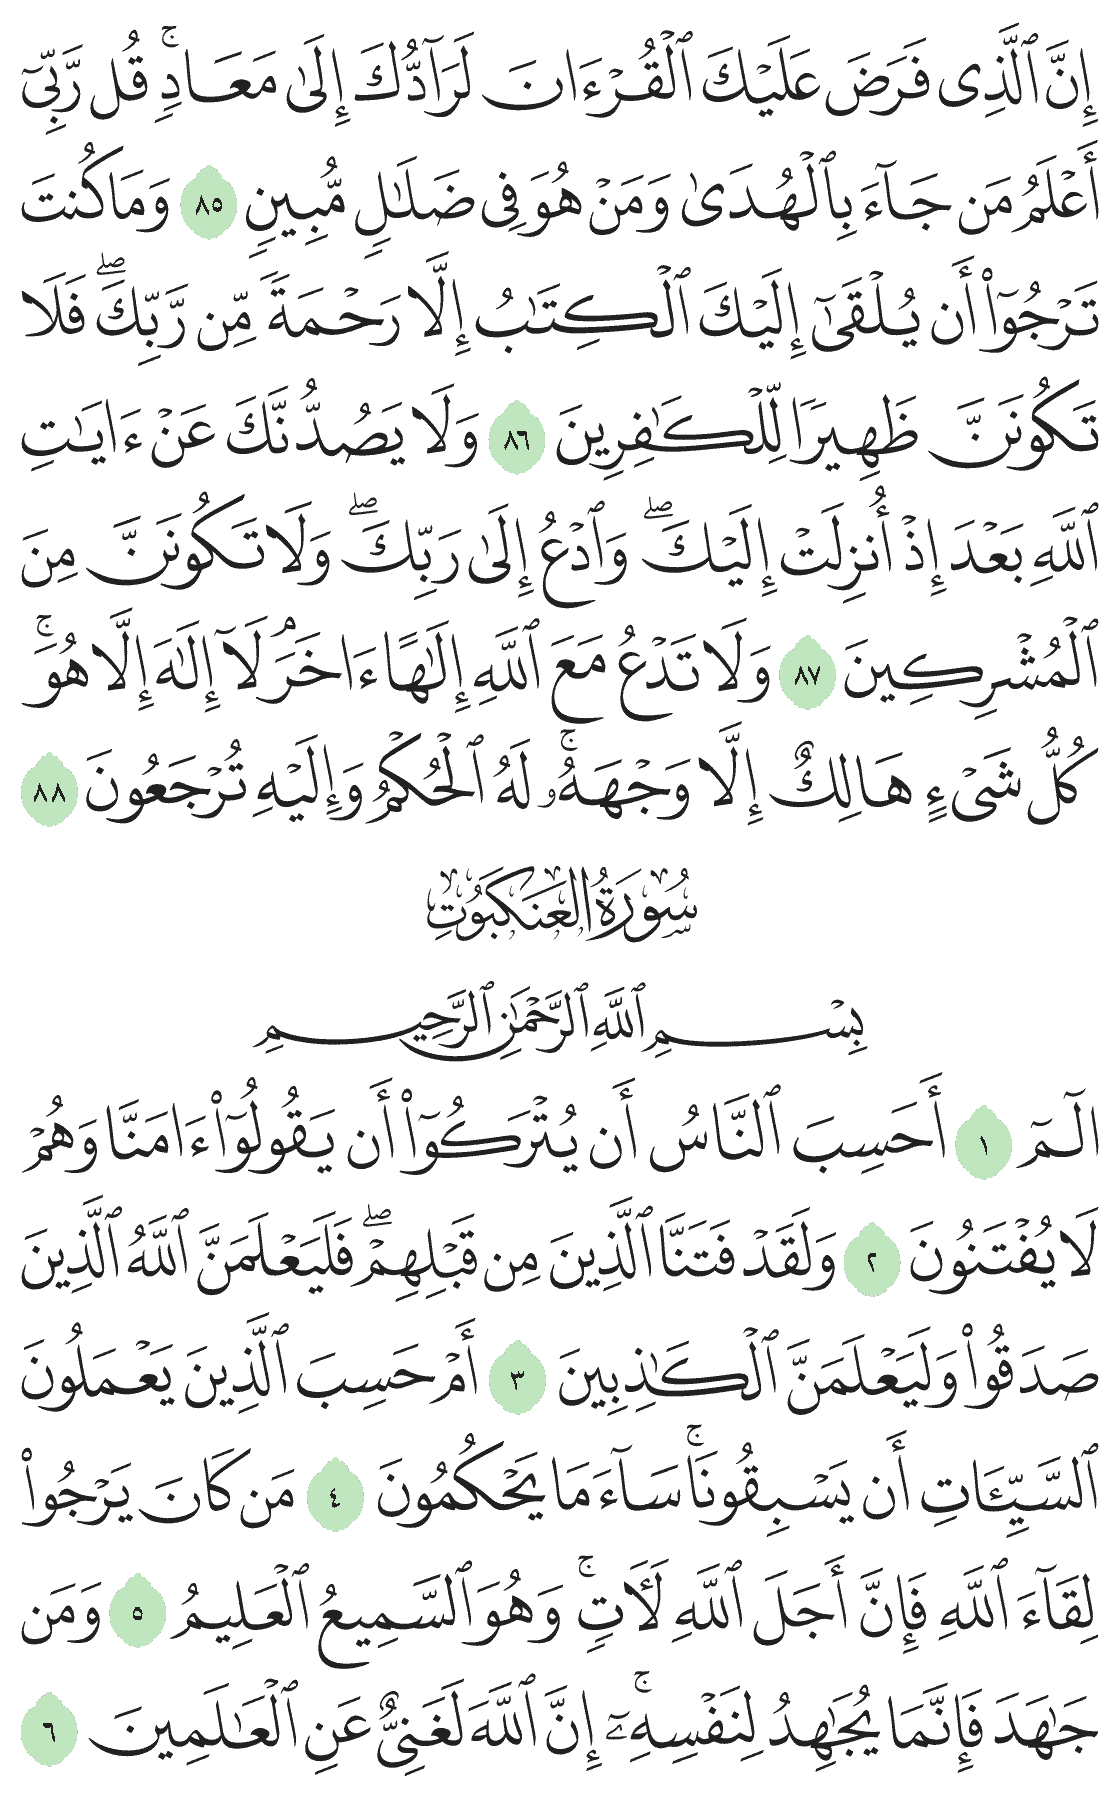 إِنَّ ٱلَّذِى فَرَضَ عَلَيْكَ ٱلْقُرْءَانَ لَرَآدُّكَ إِلَىٰ مَعَادٍۚ قُل رَّبِّىٓ
أَعْلَمُ مَن جَآءَ بِٱلْهُدَىٰ وَمَنْ هُوَ فِى ضَلَٰلٍ مُّبِينٍ ٨٥ وَمَا كُنتَ
تَرْجُوٓا۟ أَن يُلْقَىٰٓ إِلَيْكَ ٱلْكِتَٰبُ إِلَّا رَحْمَةً مِّن رَّبِّكَۖ فَلَا
تَكُونَنَّ ظَهِيرًا لِّلْكَٰفِرِينَ ٨٦ وَلَا يَصُدُّنَّكَ عَنْ ءَايَٰتِ
ٱللَّهِ بَعْدَ إِذْ أُنزِلَتْ إِلَيْكَۖ وَٱدْعُ إِلَىٰ رَبِّكَۖ وَلَا تَكُونَنَّ مِنَ
ٱلْمُشْرِكِينَ ٨٧ وَلَا تَدْعُ مَعَ ٱللَّهِ إِلَٰهًا ءَاخَرَۘ لَآ إِلَٰهَ إِلَّا هُوَۚ
كُلُّ شَىْءٍ هَالِكٌ إِلَّا وَجْهَهُۥۚ لَهُ ٱلْحُكْمُ وَإِلَيْهِ تُرْجَعُونَ ٨٨
سُورَةُ العَنكَبُوتِ
بِسْمِ ٱللَّهِ ٱلرَّحْمَٰنِ ٱلرَّحِيمِ
الٓمٓ ١ أَحَسِبَ ٱلنَّاسُ أَن يُتْرَكُوٓا۟ أَن يَقُولُوٓا۟ ءَامَنَّا وَهُمْ
لَا يُفْتَنُونَ ٢ وَلَقَدْ فَتَنَّا ٱلَّذِينَ مِن قَبْلِهِمْۖ فَلَيَعْلَمَنَّ ٱللَّهُ ٱلَّذِينَ
صَدَقُوا۟ وَلَيَعْلَمَنَّ ٱلْكَٰذِبِينَ ٣ أَمْ حَسِبَ ٱلَّذِينَ يَعْمَلُونَ
ٱلسَّيِّـَٔاتِ أَن يَسْبِقُونَاۚ سَآءَ مَا يَحْكُمُونَ ٤ مَن كَانَ يَرْجُوا۟
لِقَآءَ ٱللَّهِ فَإِنَّ أَجَلَ ٱللَّهِ لَـَٔاتٍۚ وَهُوَ ٱلسَّمِيعُ ٱلْعَلِيمُ ٥ وَمَن
جَٰهَدَ فَإِنَّمَا يُجَٰهِدُ لِنَفْسِهِۦٓۚ إِنَّ ٱللَّهَ لَغَنِىٌّ عَنِ ٱلْعَٰلَمِينَ ٦